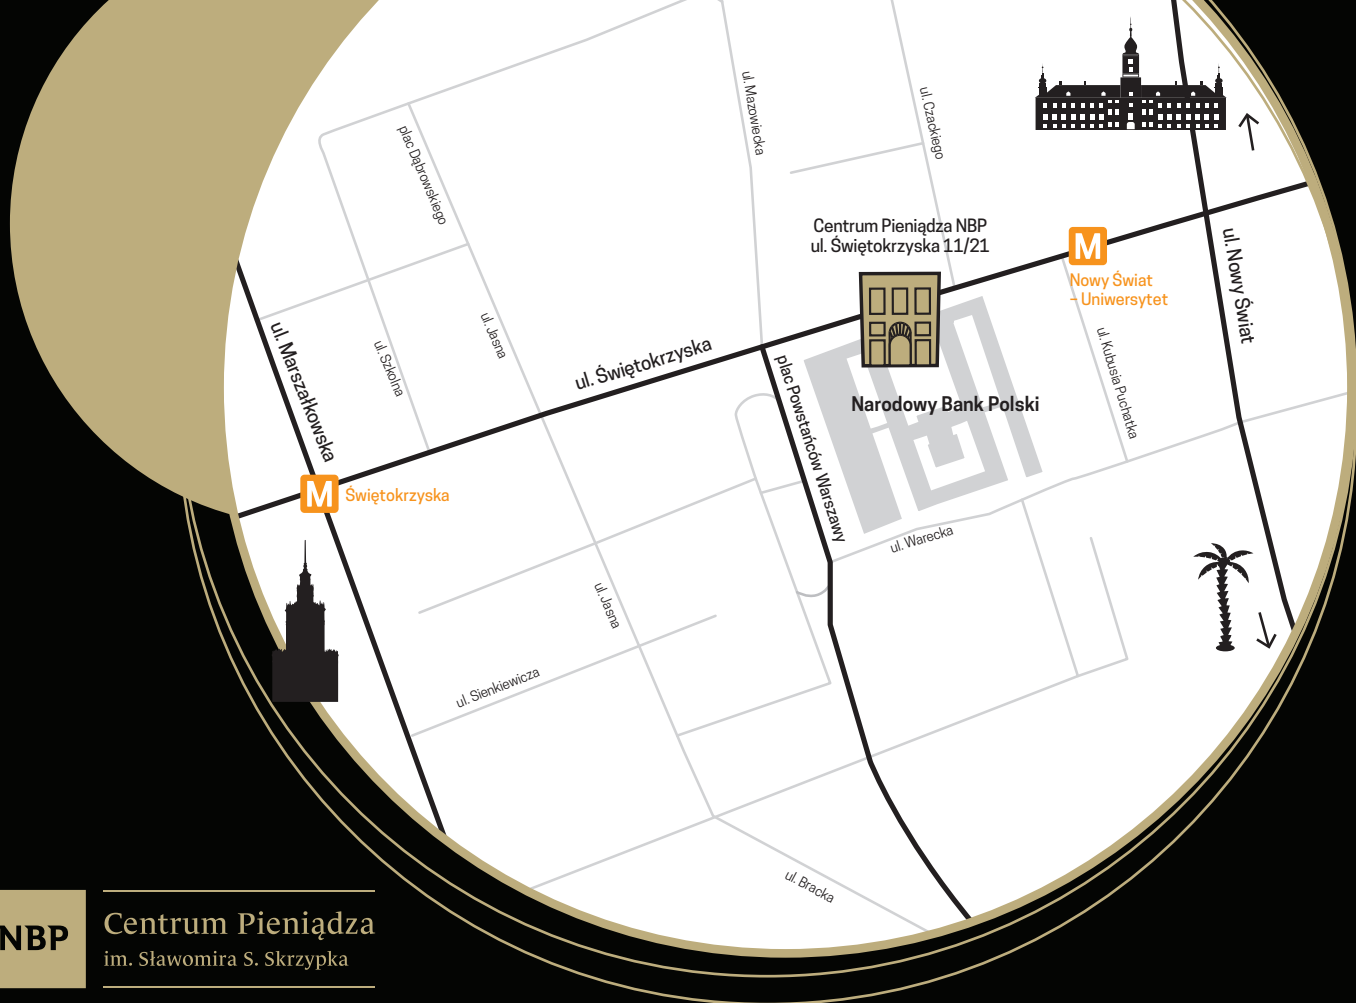 ul. Mazowiecka
ul. Czackiego
plac Dąbrowskiego
Centrum Pieniądza NBP
ul. Świętokrzyska 11/21
M
Nowy Świat
– Uniwersytet
ul. Nowy Świat
ul. Marszałkowska
ul. Szkolna
ul. Jasna
ul. Świętokrzyska
plac Powstańców Warszawy
Narodowy Bank Polski
ul. Kubusia Puchatka
M
Świętokrzyska
ul. Warecka
ul. Jasna
ul. Sienkiewicza
ul. Bracka
NBP
Centrum Pieniądza
im. Sławomira S. Skrzypka